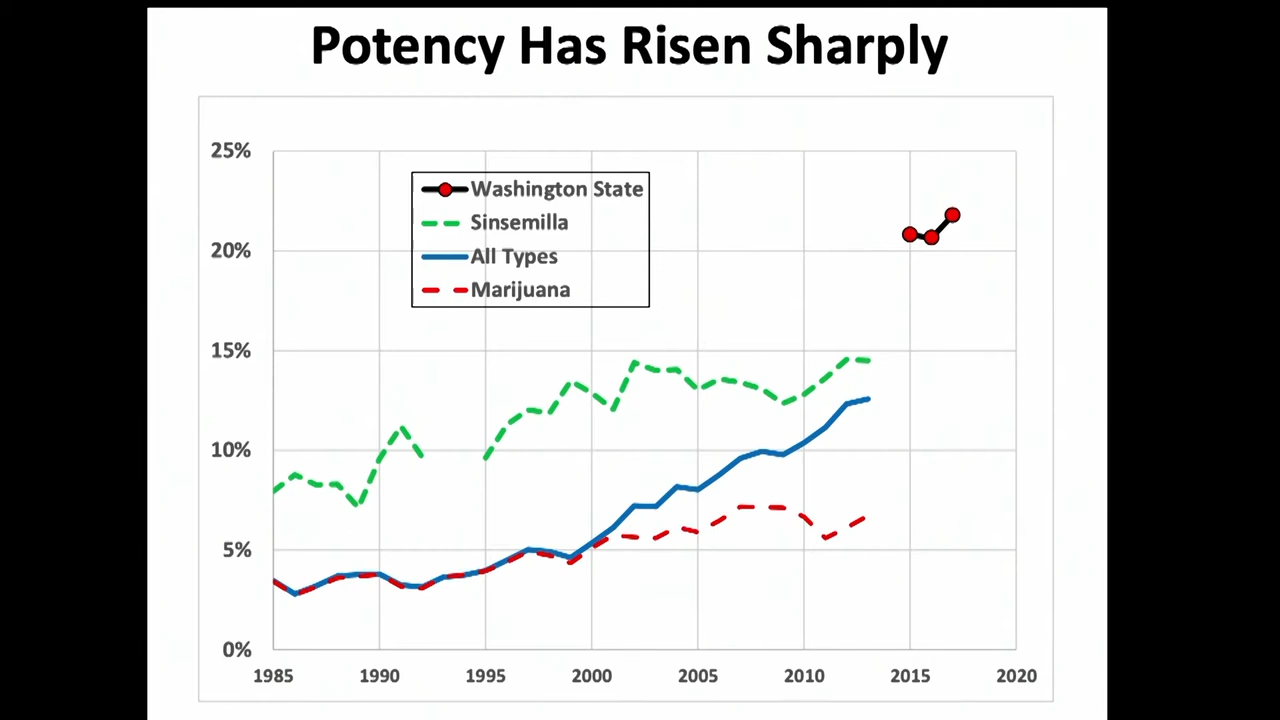 Potency Has Risen Sharply
25%
20%
15%
10%
5%
0%
Washington State
Sinsemilla
All Types
Marijuana
1985 1990 1995 2000 2005 2010 2015 2020